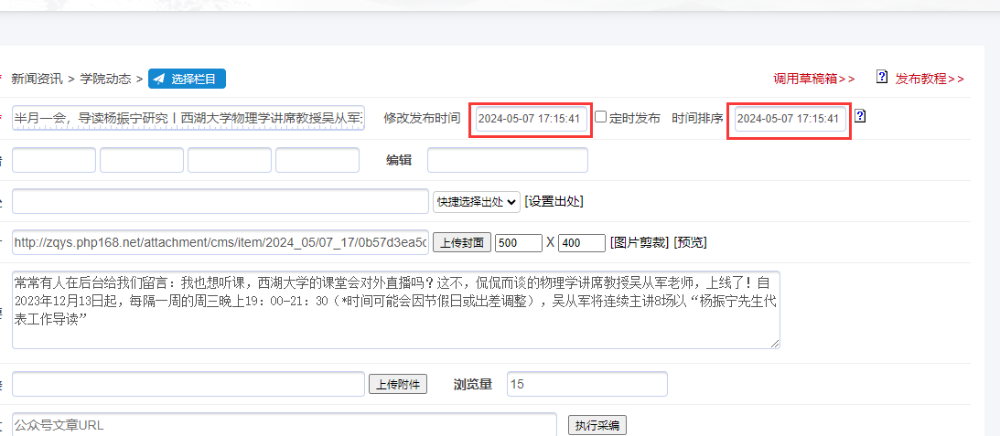 新闻资讯 > 学院动态 > 选择栏目 调用草稿箱>> ? 发布教程>>
* 半月一会，导读杨振宁研究丨西湖大学物理学讲席教授吴从军 修改发布时间 2024-05-07 17:15:41 定时发布 时间排序 2024-05-07 17:15:41 ?
编辑
快捷选择出处 [设置出处]
http://zqys.php168.net/attachment/cms/item/2024_05/07_17/0b57d3ea5c 上传封面 500 X 400 [图片剪裁] [预览]
常常有人在后台给我们留言：我也想听课，西湖大学的课堂会对外直播吗？这不，侃侃而谈的物理学讲席教授吴从军老师，上线了！自
2023年12月13日起，每隔一周的周三晚上19：00-21：30（*时间可能会因节假日或出差调整），吴从军将连续主讲8场以“杨振宁先生代
表工作导读”
上传附件 浏览量 15
公众号文章URL 执行采编